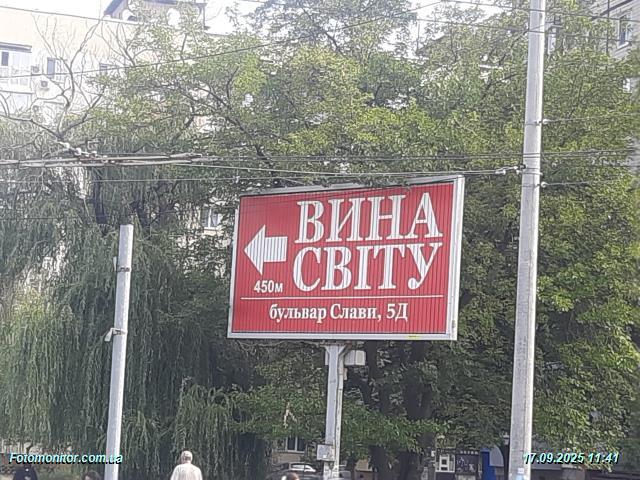 ВИНА
СВІТУ
450м
бульвар Слави, 5Д
Fotomonitor.com.ua
17.09.2025 11:41